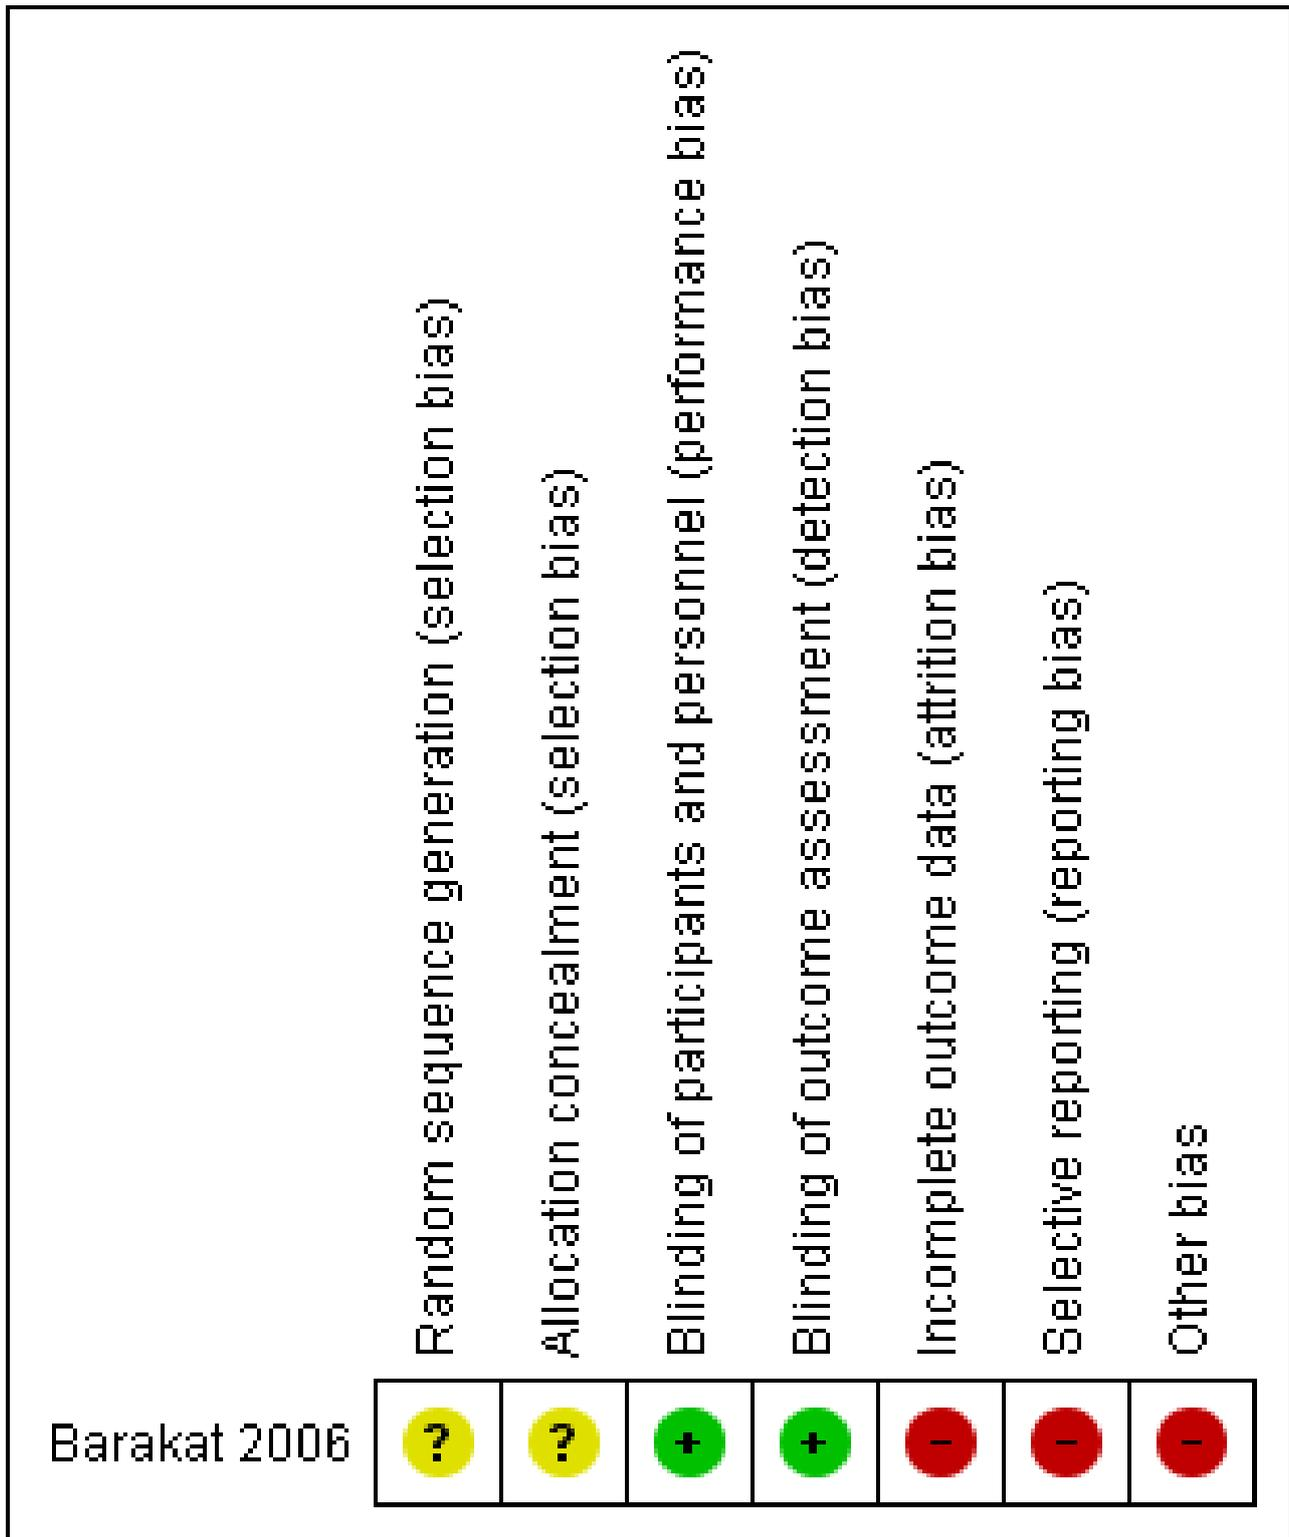 Random sequence generation (selection bias)
Allocation concealment (selection bias)
Blinding of participants and personnel (performance bias)
Blinding of outcome assessment (detection bias)
Incomplete outcome data (attrition bias)
Selective reporting (reporting bias)
Other bias
Barakat 2006 ? ? + + - - -